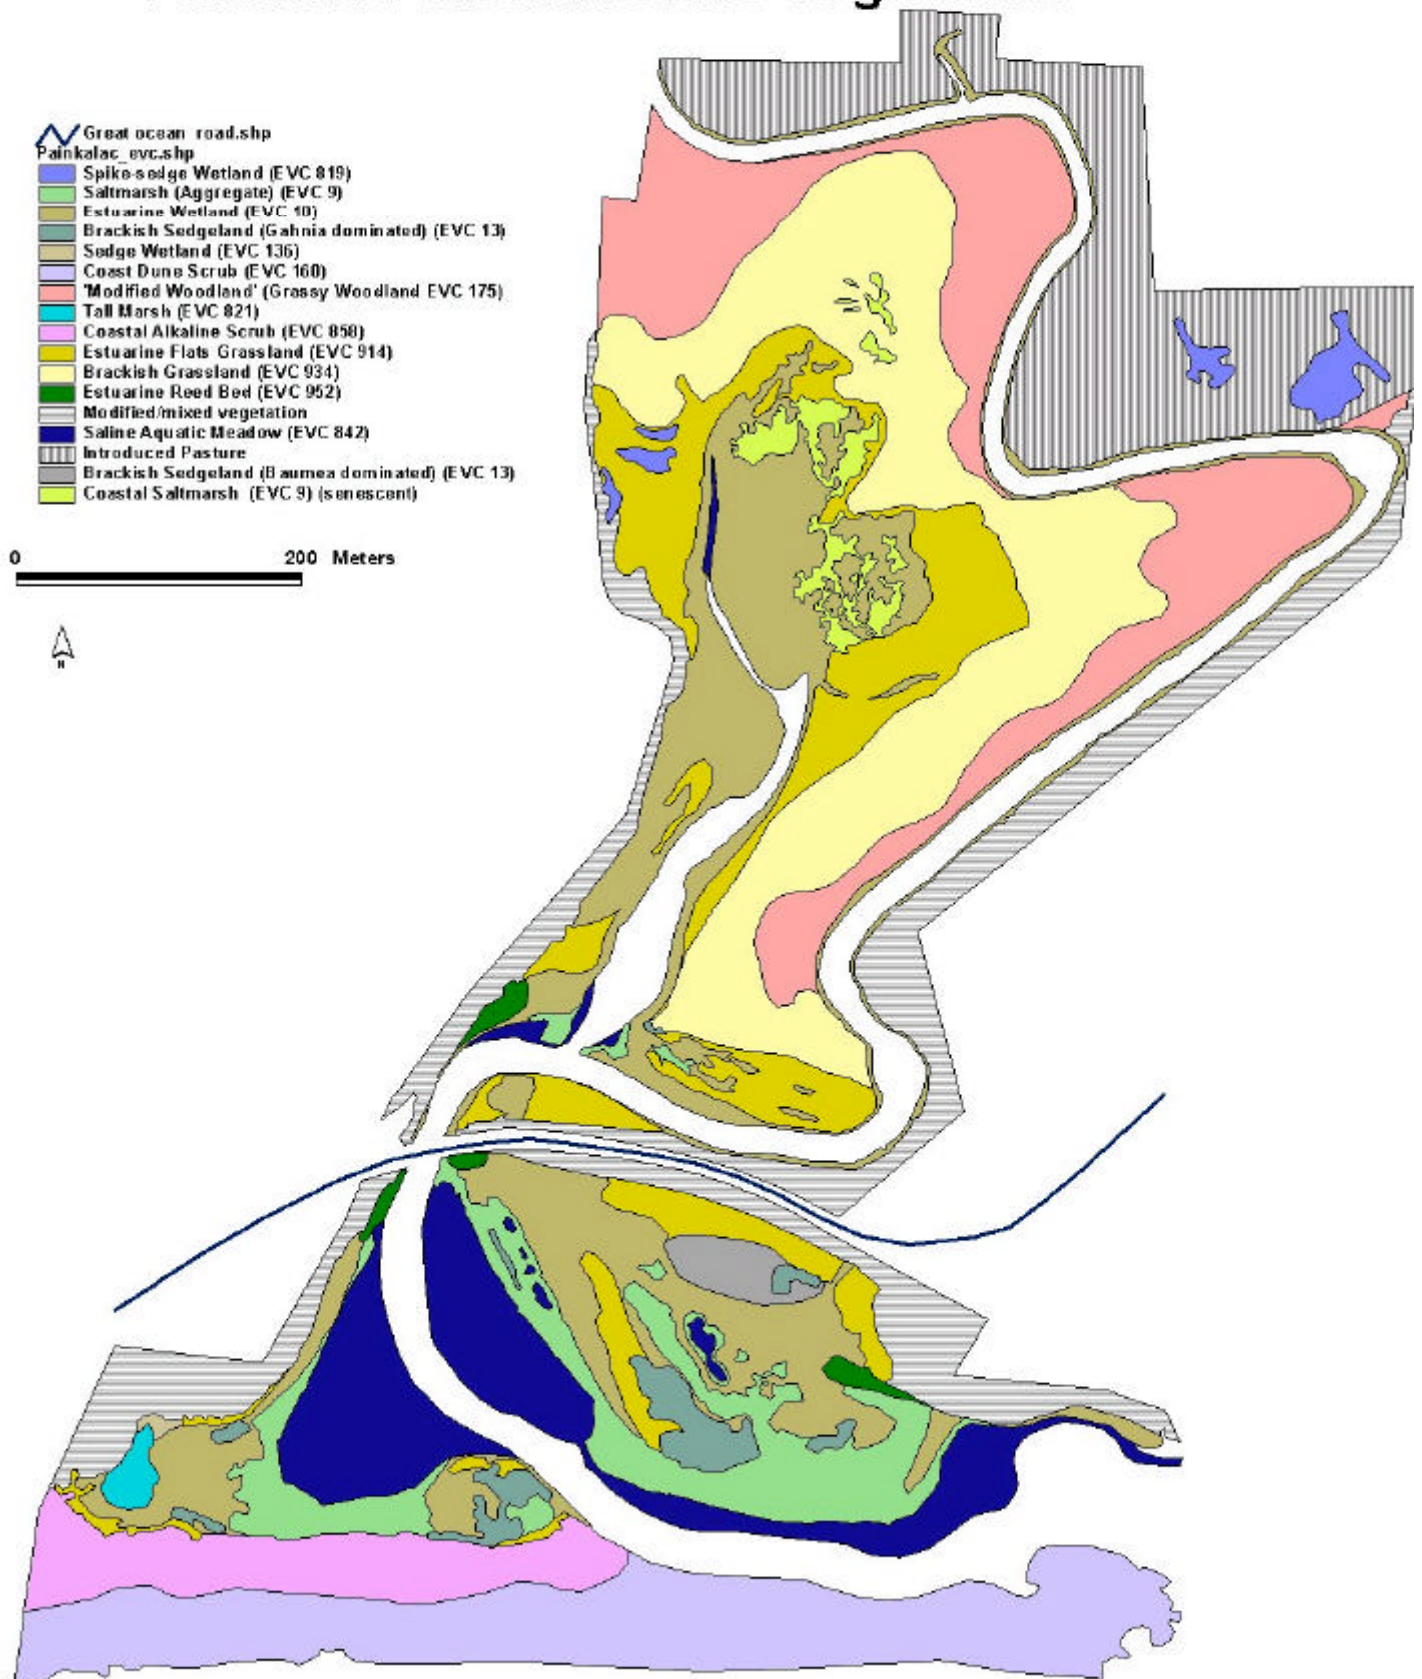 Great ocean road.shp
Painkalac_evc.shp
Spike-sedge Wetland (EVC 819)
Saltmarsh (Aggregate) (EVC 9)
Estuarine Wetland (EVC 10)
Brackish Sedgeland (Gahnia dominated) (EVC 13)
Sedge Wetland (EVC 136)
Coast Dune Scrub (EVC 160)
'Modified Woodland' (Grassy Woodland EVC 175)
Tall Marsh (EVC 821)
Coastal Alkaline Scrub (EVC 858)
Estuarine Flats Grassland (EVC 914)
Brackish Grassland (EVC 934)
Estuarine Reed Bed (EVC 952)
Modified/mixed vegetation
Saline Aquatic Meadow (EVC 842)
Introduced Pasture
Brackish Sedgeland (Baumea dominated) (EVC 13)
Coastal Saltmarsh (EVC 9) (senescent)
0 200 Meters
N